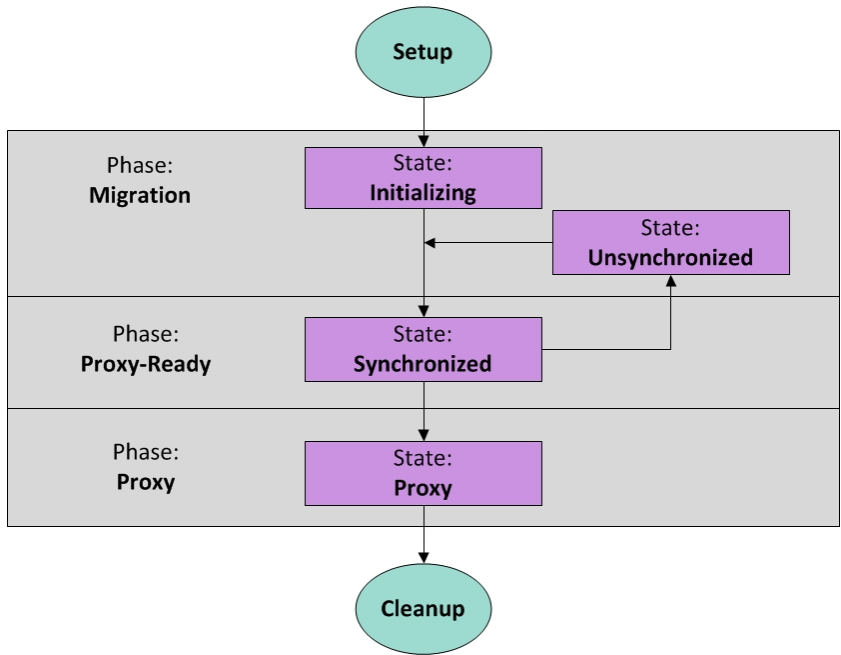 Setup
Phase:
Migration
State:
Initializing
State:
Unsynchronized
Phase:
Proxy-Ready
State:
Synchronized
Phase:
Proxy
State:
Proxy
Cleanup